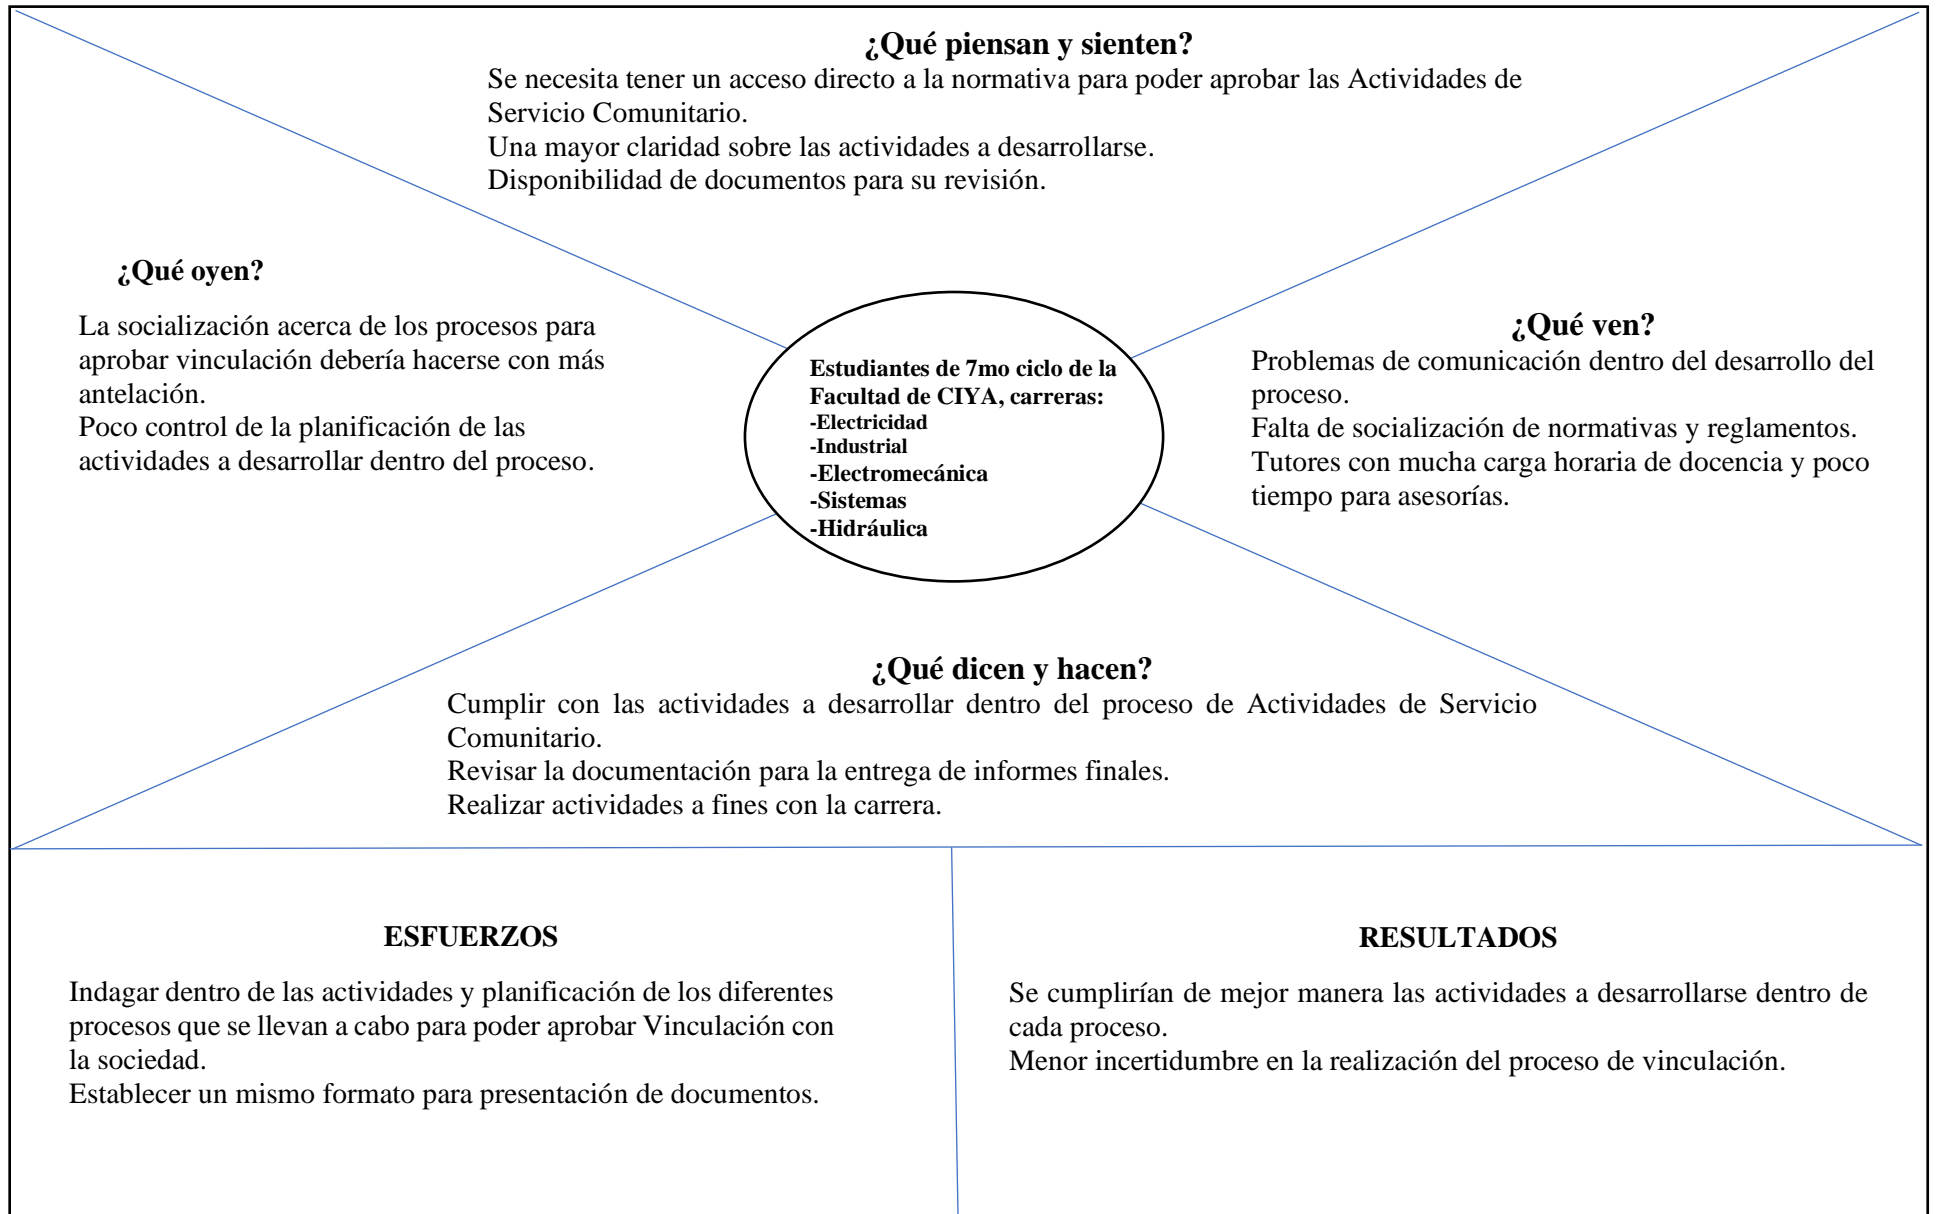 ¿Qué piensan y sienten?
Se necesita tener un acceso directo a la normativa para poder aprobar las Actividades de
Servicio Comunitario.
Una mayor claridad sobre las actividades a desarrollarse.
Disponibilidad de documentos para su revisión.
¿Qué oyen?
La socialización acerca de los procesos para
aprobar vinculación debería hacerse con más
antelación.
Poco control de la planificación de las
actividades a desarrollar dentro del proceso.
Estudiantes de 7mo ciclo de la
Facultad de CIYA, carreras:
-Electricidad
-Industrial
-Electromecánica
-Sistemas
-Hidráulica
¿Qué ven?
Problemas de comunicación dentro del desarrollo del
proceso.
Falta de socialización de normativas y reglamentos.
Tutores con mucha carga horaria de docencia y poco
tiempo para asesorías.
¿Qué dicen y hacen?
Cumplir con las actividades a desarrollar dentro del proceso de Actividades de Servicio
Comunitario.
Revisar la documentación para la entrega de informes finales.
Realizar actividades a fines con la carrera.
ESFUERZOS
Indagar dentro de las actividades y planificación de los diferentes
procesos que se llevan a cabo para poder aprobar Vinculación con
la sociedad.
Establecer un mismo formato para presentación de documentos.
RESULTADOS
Se cumplirían de mejor manera las actividades a desarrollarse dentro de
cada proceso.
Menor incertidumbre en la realización del proceso de vinculación.